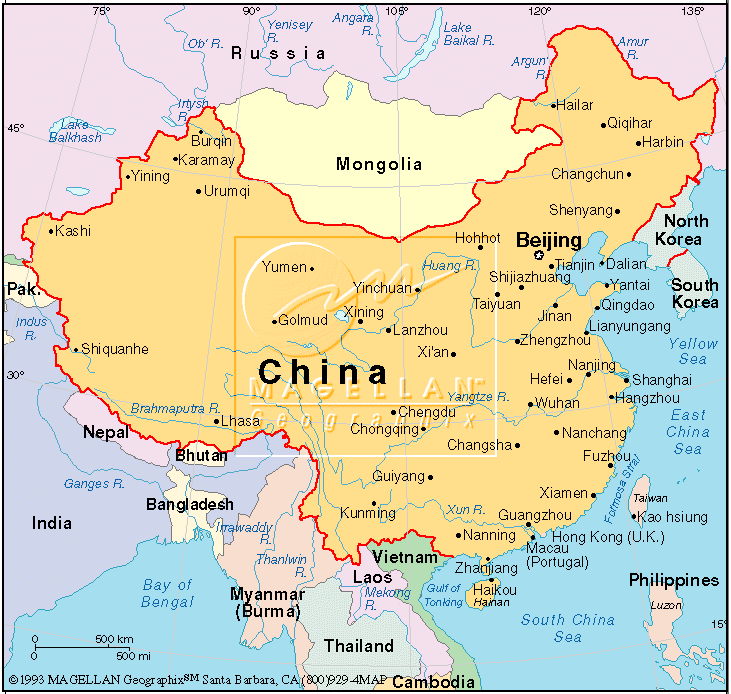 75°
90°
105°
120°
135°
Ob' R.
Yenisey
R.
Angara
R.
Lake
Baikal R.
Amur
R.
Argun'
R.
Russia
Irtysh
R.
Lake
Balkhash
45°
Burqin
Karamay
Yining
Urumqi
Kashi
Mongolia
Hailar
Qiqihar
Harbin
Changchun
Shenyang
North
Korea
South
Korea
Hohhot
Beijing
Tianjin
Dalian
Yantai
Shijiazhuang
Huang R.
Yumen
Yinchuan
Taiyuan
Jinan
Qingdao
Pak.
Xining
Golmud
Lanzhou
Lianyungang
Zhengzhou
Yellow
Sea
Indus
R.
Shiquanhe
Xi'an
China
Nanjing
Hefei
Shanghai
Hangzhou
30°
MAGELLAN
Geographix
Yangtze R.
Wuhan
Brahmaputra R.
Lhasa
Chengdu
Chongqing
East
China
Sea
Nepal
Bhutan
Changsha
Nanchang
Fuzhou
Ganges R.
Guiyang
Xiamen
Formosa Strait
Taiwan
Kao hsiung
India
Bangladesh
Kunming
Xun R.
Guangzhou
Hong Kong (U.K.)
Macau
(Portugal)
Nanning
Irrawaddy
R.
Thanlwin
R.
Vietnam
Zhanjiang
Laos
Mekong
R.
Gulf of
Tonking
Haikou
Hainan
Bay of
Bengal
Myanmar
(Burma)
Philippines
Luzon
South China
Sea
15°
0
500 km
500 mi
Thailand
Cambodia
©1993 MAGELLAN Geographix℠ Santa Barbara, CA (800)929-4MAP